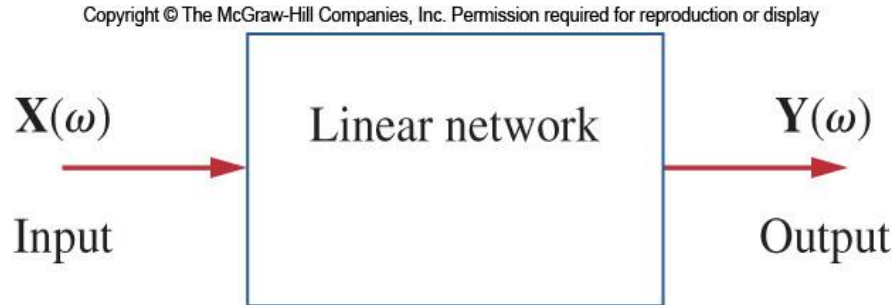 Copyright © The McGraw-Hill Companies, Inc. Permission required for reproduction or display
X(ω)
Linear network
Y(ω)
Input
Output